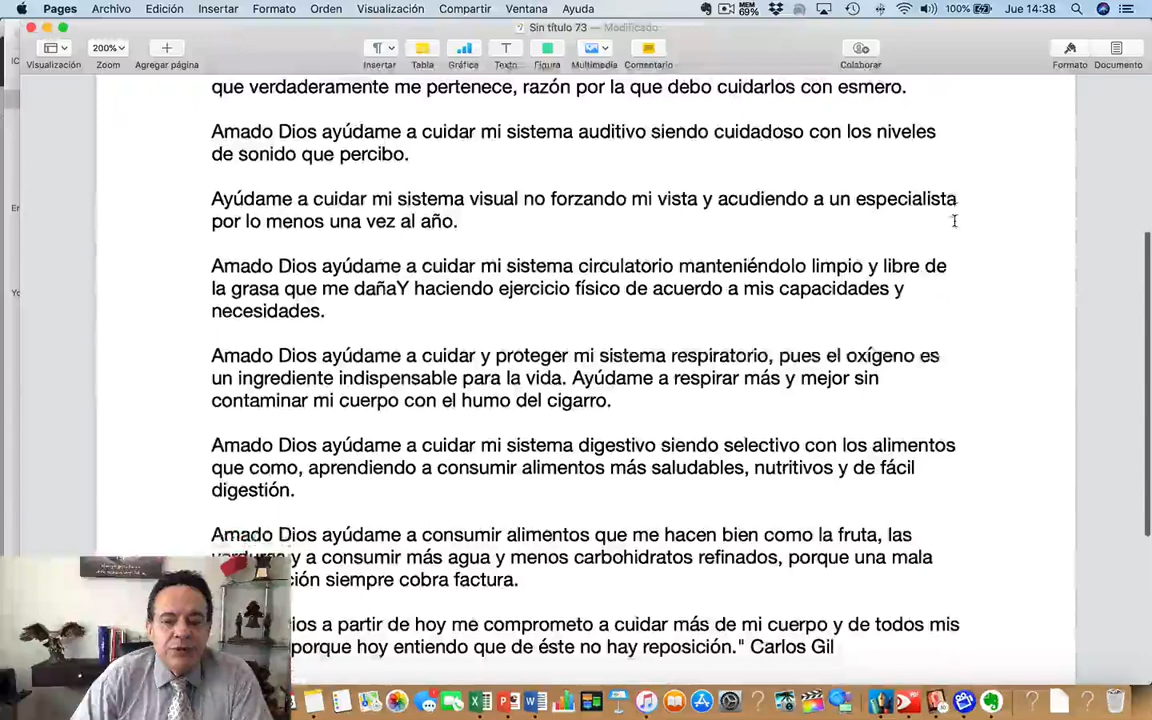 Pages Archivo Edición Insertar Formato Orden Visualización Compartir Ventana Ayuda MEM 69% 100% Jue 14:38
Sin título 73 — Modificado
200%
Visualización Zoom Agregar página Insertar Tabla Gráfica Texto Figura Multimedia Comentario Colaborar Formato Documento
que verdaderamente me pertenece, razón por la que debo cuidarlos con esmero.
Amado Dios ayúdame a cuidar mi sistema auditivo siendo cuidadoso con los niveles
de sonido que percibo.
Ayúdame a cuidar mi sistema visual no forzando mi vista y acudiendo a un especialista
por lo menos una vez al año.
Amado Dios ayúdame a cuidar mi sistema circulatorio manteniéndolo limpio y libre de
la grasa que me dañaY haciendo ejercicio físico de acuerdo a mis capacidades y
necesidades.
Amado Dios ayúdame a cuidar y proteger mi sistema respiratorio, pues el oxígeno es
un ingrediente indispensable para la vida. Ayúdame a respirar más y mejor sin
contaminar mi cuerpo con el humo del cigarro.
Amado Dios ayúdame a cuidar mi sistema digestivo siendo selectivo con los alimentos
que como, aprendiendo a consumir alimentos más saludables, nutritivos y de fácil
digestión.
Amado Dios ayúdame a consumir alimentos que me hacen bien como la fruta, las
y a consumir más agua y menos carbohidratos refinados, porque una mala
ción siempre cobra factura.
ios a partir de hoy me comprometo a cuidar más de mi cuerpo y de todos mis
porque hoy entiendo que de éste no hay reposición." Carlos Gil